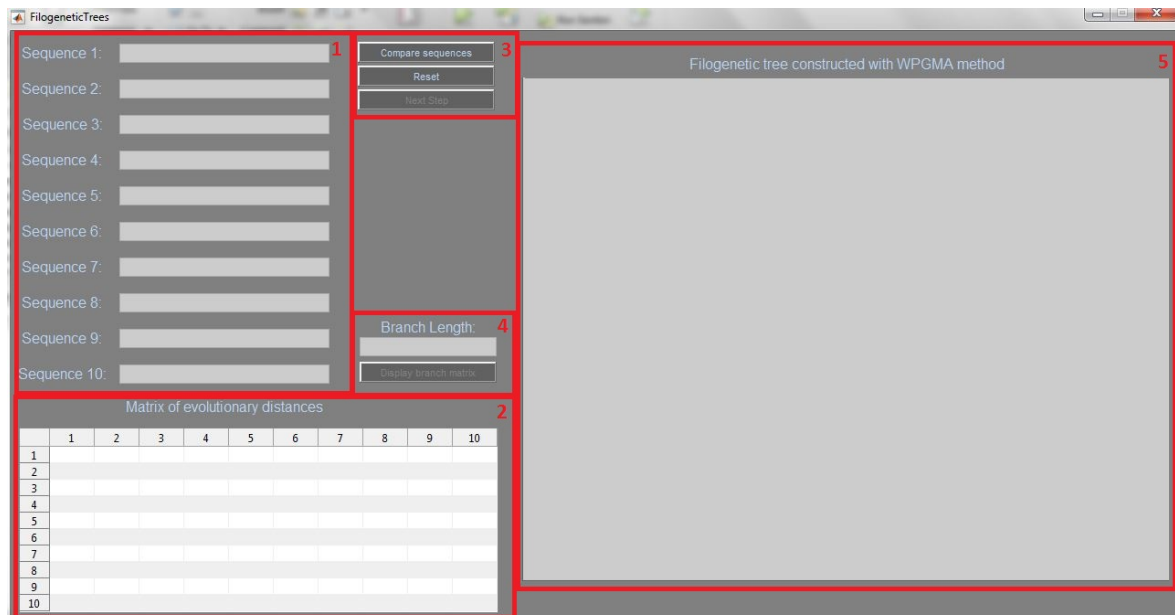 FilogeneticTrees
Sequence 1:
1
Sequence 2:
Sequence 3:
Sequence 4:
Sequence 5:
Sequence 6:
Sequence 7:
Sequence 8:
Sequence 9:
Sequence 10:
Compare sequences
3
Reset
Next Step
Branch Length:
4
Display branch matrix
Matrix of evolutionary distances
2
1 2 3 4 5 6 7 8 9 10
1
2
3
4
5
6
7
8
9
10
Filogenetic tree constructed with WPGMA method
5